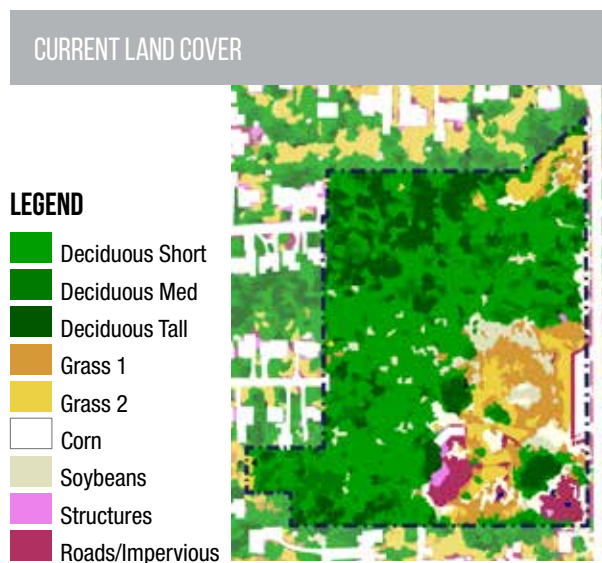 CURRENT LAND COVER
LEGEND
Deciduous Short
Deciduous Med
Deciduous Tall
Grass 1
Grass 2
Corn
Soybeans
Structures
Roads/Impervious